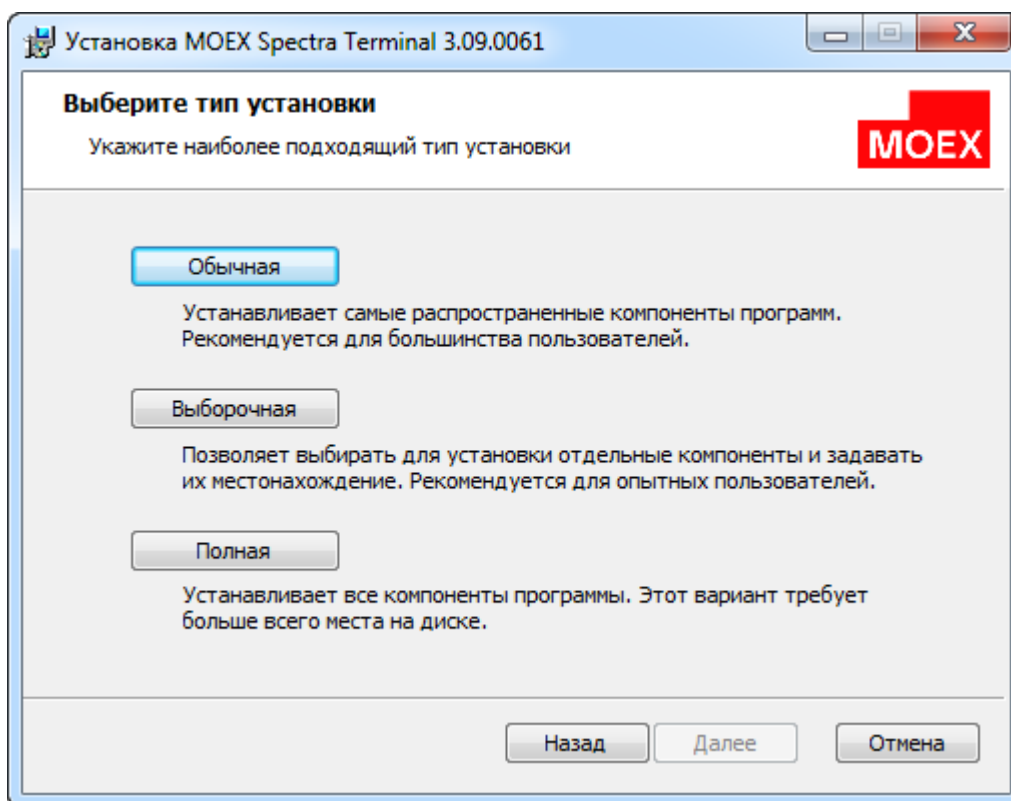 Установка MOEX Spectra Terminal 3.09.0061
Выберите тип установки
Укажите наиболее подходящий тип установки
MOEX
Обычная
Устанавливает самые распространенные компоненты программ.
Рекомендуется для большинства пользователей.
Выборочная
Позволяет выбирать для установки отдельные компоненты и задавать
их местонахождение. Рекомендуется для опытных пользователей.
Полная
Устанавливает все компоненты программы. Этот вариант требует
больше всего места на диске.
Назад
Далее
Отмена